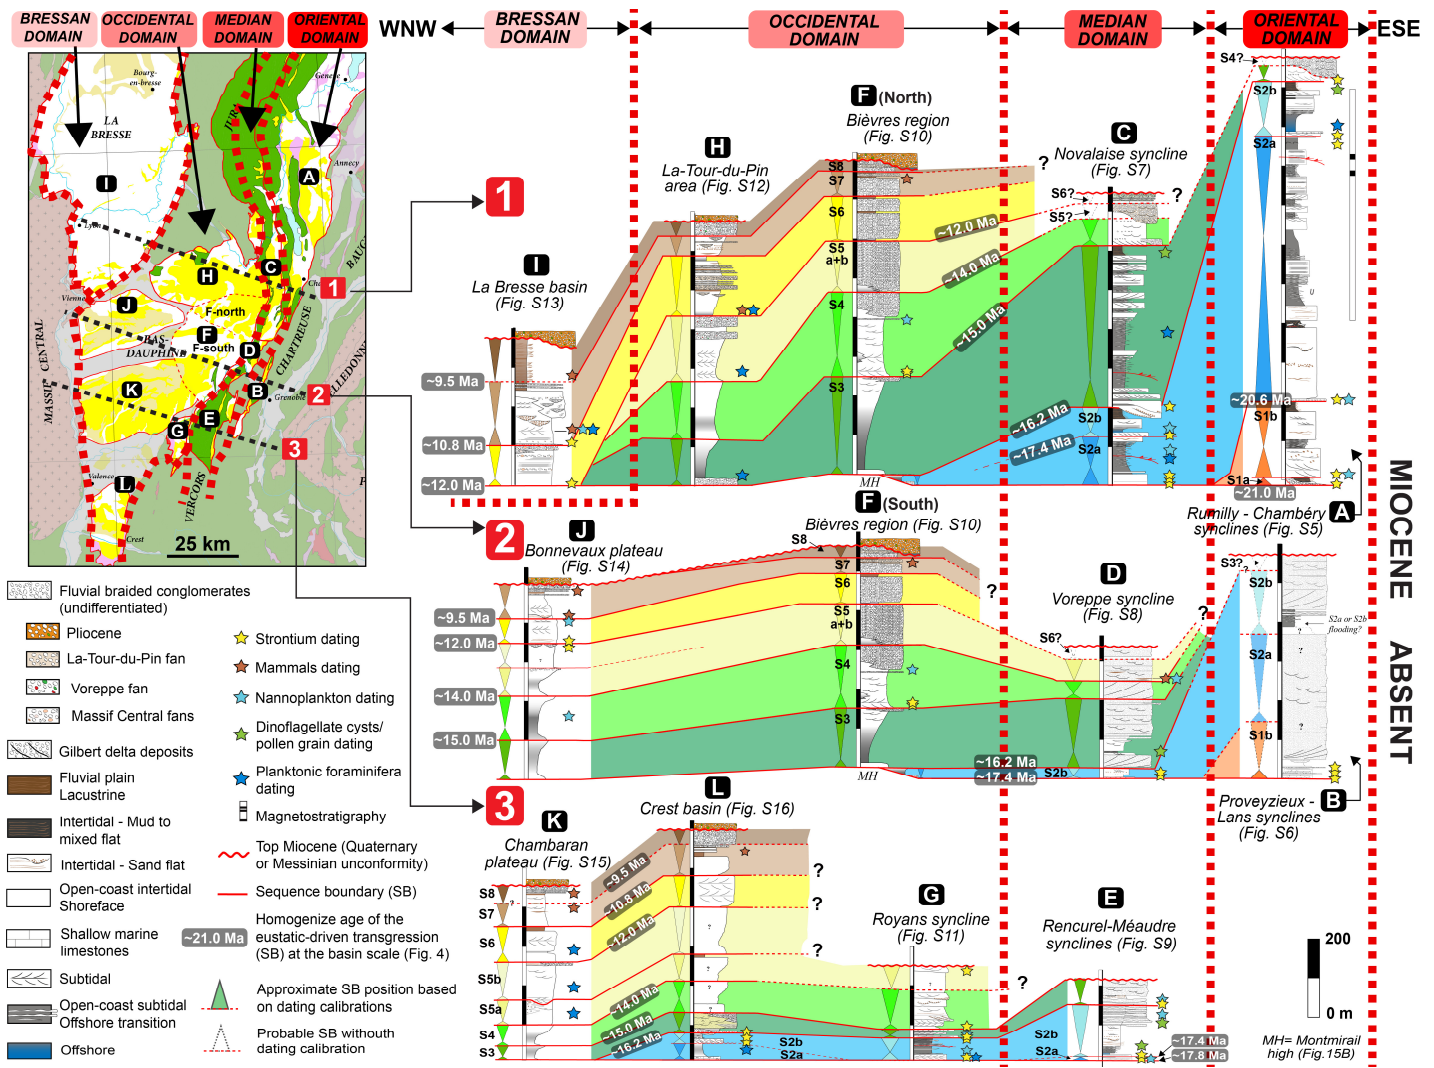 BRESSAN
DOMAIN
OCCIDENTAL
DOMAIN
MEDIAN
DOMAIN
ORIENTAL
DOMAIN
WNW
BRESSAN
DOMAIN
OCCIDENTAL
DOMAIN
MEDIAN
DOMAIN
ORIENTAL
DOMAIN
ESE
Bourg-
en-bresse
LA
BRESSE
JURA
Geneve
Annecy
BAUG
I
A
Lyon
H
C
Vienne
J
F-north
F
F-south
BAS-
DAUPHINE
D
B
K
Grenoble
CHARTREUSE
MASSIF CENTRAL
E
G
Valence
L
VERCORS
Crest
25 km
1
2
3
1
I
La Bresse basin
(Fig. S13)
~9.5 Ma
~10.8 Ma
~12.0 Ma
H
La-Tour-du-Pin
area (Fig. S12)
F (North)
Bièvres region
(Fig. S10)
S8
S7
S6
S5
a+b
S4
S3
MH
?
~12.0 Ma
~14.0 Ma
~15.0 Ma
~16.2 Ma
~17.4 Ma
C
Novalaise syncline
(Fig. S7)
S6?
S5?
?
S2b
S2a
S4?
S2b
S2a
~20.6 Ma
S1b
S1a
~21.0 Ma
Rumilly - Chambéry
synclines (Fig. S5)
A
MIOCENE ABSENT
2
J
Bonnevaux plateau
(Fig. S14)
~9.5 Ma
~12.0 Ma
~14.0 Ma
~15.0 Ma
F (South)
Bièvres region (Fig. S10)
S8
S7
S6
S5
a+b
S4
S3
MH
?
D
Voreppe syncline
(Fig. S8)
S6?
?
~16.2 Ma
~17.4 Ma
S2b
S3?
S2b
S2a
S1b
S2a or S2b
flooding?
?
?
?
Proveyzieux -
Lans synclines
(Fig. S6)
B
3
K
Chambaran
plateau (Fig. S15)
S8
S7
S6
S5b
S5a
S4
S3
L
Crest basin (Fig. S16)
~9.5 Ma
~10.8 Ma
~12.0 Ma
~14.0 Ma
~15.0 Ma
~16.2 Ma
?
?
?
S2b
S2a
G
Royans syncline
(Fig. S11)
?
E
Rencurel-Méaudre
synclines (Fig. S9)
S2b
S2a
~17.4 Ma
~17.8 Ma
200
0 m
MH= Montmirail
high (Fig.15B)
Fluvial braided conglomerates
(undifferentiated)
Pliocene
La-Tour-du-Pin fan
Voreppe fan
Massif Central fans
Gilbert delta deposits
Fluvial plain
Lacustrine
Intertidal - Mud to
mixed flat
Intertidal - Sand flat
Open-coast intertidal
Shoreface
Shallow marine
limestones
Subtidal
Open-coast subtidal
Offshore transition
Offshore
Strontium dating
Mammals dating
Nannoplankton dating
Dinoflagellate cysts/
pollen grain dating
Planktonic foraminifera
dating
Magnetostratigraphy
Top Miocene (Quaternary
or Messinian unconformity)
Sequence boundary (SB)
~21.0 Ma
Homogenize age of the
eustatic-driven transgression
(SB) at the basin scale (Fig. 4)
Approximate SB position based
on dating calibrations
Probable SB withouth
dating calibration